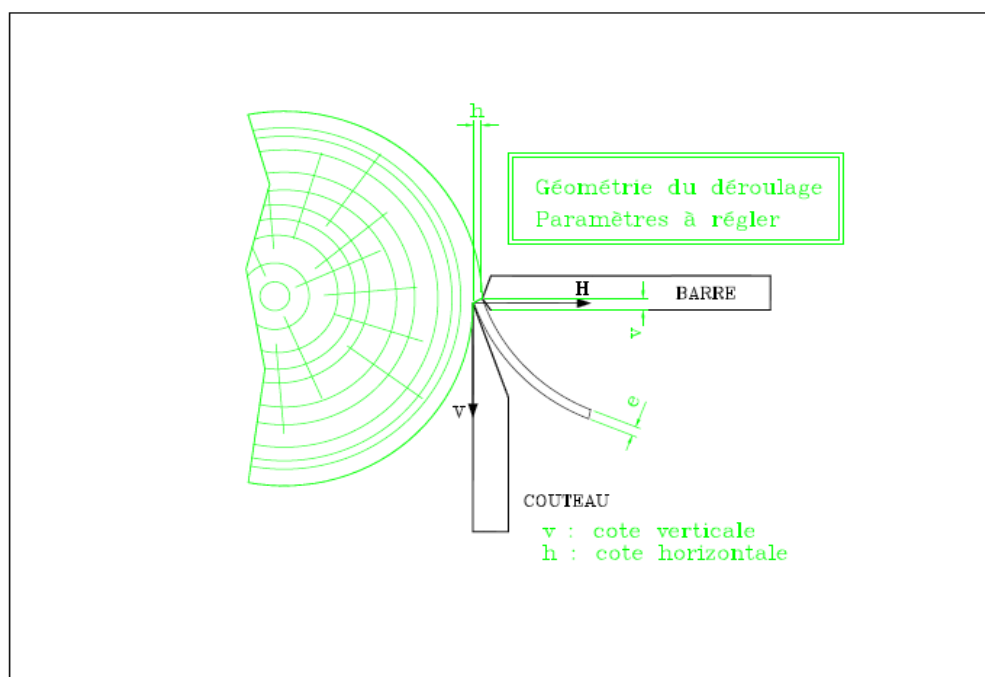 h
Géométrie du déroulage
Paramètres à régler
H
BARRE
v
e
V
COUTEAU
v : cote verticale
h : cote horizontale